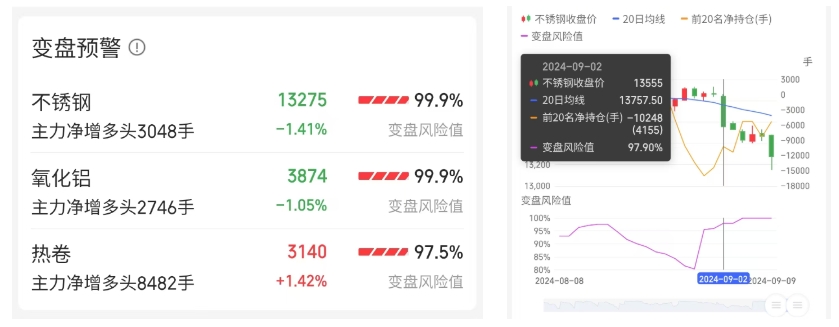 变盘预警
不锈钢
13275
99.9%
主力净增多头3048手
-1.41%
变盘风险值
氧化铝
3874
99.9%
主力净增多头2746手
-1.05%
变盘风险值
热卷
3140
97.5%
主力净增多头8482手
+1.42%
变盘风险值
不锈钢收盘价
20日均线
前20名净持仓(手)
变盘风险值
手
2024-09-02
不锈钢收盘价 13555
20日均线 13757.50
前20名净持仓(手) -10248
(4155)
变盘风险值 97.90%
13,200
13,000
3000
0
-3000
-6000
-9000
-12000
-15000
-18000
变盘风险值
100%
95%
90%
85%
80%
2024-08-08
2024-09-02
2024-09-09